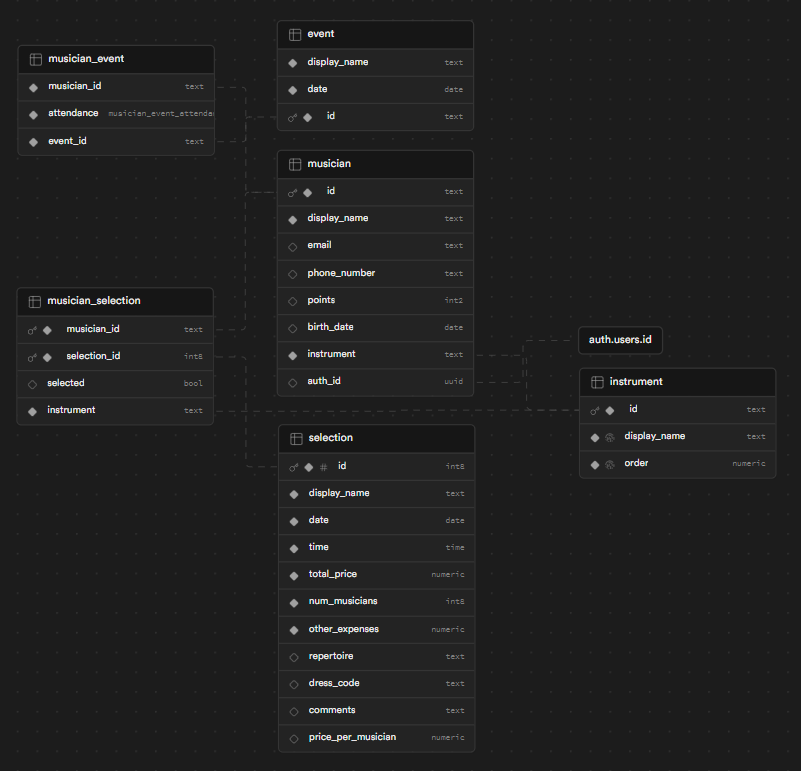 musician_event
musician_id text
attendance musician_event_attendar
event_id text
event
display_name text
date date
id text
musician
id text
display_name text
email text
phone_number text
points int2
birth_date date
instrument text
auth_id uuid
musician_selection
musician_id text
selection_id int8
selected bool
instrument text
auth.users.id
instrument
id text
display_name text
order numeric
selection
# id int8
display_name text
date date
time time
total_price numeric
num_musicians int8
other_expenses numeric
repertoire text
dress_code text
comments text
price_per_musician numeric